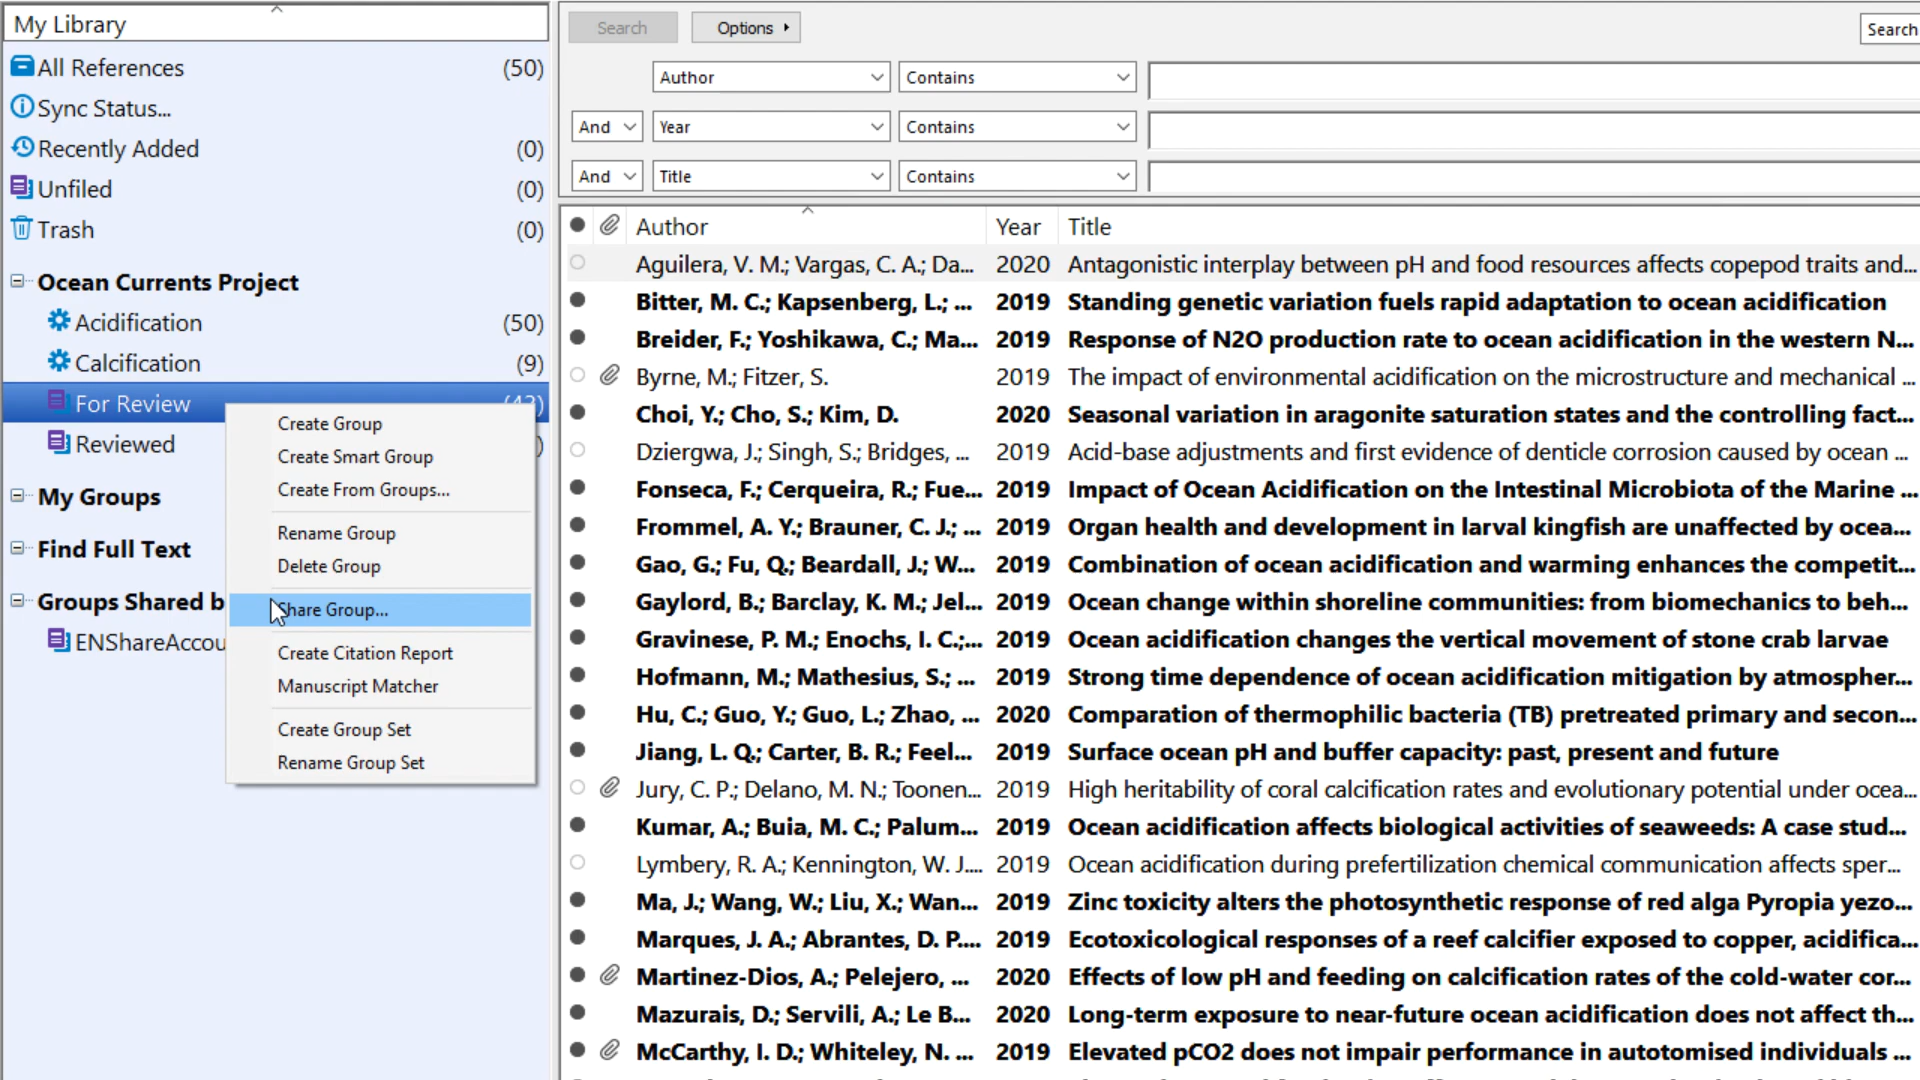 My Library
All References (50)
Sync Status...
Recently Added (0)
Unfiled (0)
Trash (0)
Ocean Currents Project
Acidification (50)
Calcification (9)
For Review
Reviewed
My Groups
Find Full Text
Groups Shared b
ENShareAccou
Create Group
Create Smart Group
Create From Groups...
Rename Group
Delete Group
Share Group...
Create Citation Report
Manuscript Matcher
Create Group Set
Rename Group Set
Search Options Search
Author Contains
And Year Contains
And Title Contains
Author Year Title
Aguilera, V. M.; Vargas, C. A.; Da... 2020 Antagonistic interplay between pH and food resources affects copepod traits and...
Bitter, M. C.; Kapsenberg, L.; ... 2019 Standing genetic variation fuels rapid adaptation to ocean acidification
Breider, F.; Yoshikawa, C.; Ma... 2019 Response of N2O production rate to ocean acidification in the western N...
Byrne, M.; Fitzer, S. 2019 The impact of environmental acidification on the microstructure and mechanical ...
Choi, Y.; Cho, S.; Kim, D. 2020 Seasonal variation in aragonite saturation states and the controlling fact...
Dziergwa, J.; Singh, S.; Bridges, ... 2019 Acid-base adjustments and first evidence of denticle corrosion caused by ocean ...
Fonseca, F.; Cerqueira, R.; Fue... 2019 Impact of Ocean Acidification on the Intestinal Microbiota of the Marine ...
Frommel, A. Y.; Brauner, C. J.; ... 2019 Organ health and development in larval kingfish are unaffected by ocea...
Gao, G.; Fu, Q.; Beardall, J.; W... 2019 Combination of ocean acidification and warming enhances the competit...
Gaylord, B.; Barclay, K. M.; Jel... 2019 Ocean change within shoreline communities: from biomechanics to beh...
Gravinese, P. M.; Enochs, I. C.;... 2019 Ocean acidification changes the vertical movement of stone crab larvae
Hofmann, M.; Mathesius, S.; ... 2019 Strong time dependence of ocean acidification mitigation by atmospher...
Hu, C.; Guo, Y.; Guo, L.; Zhao, ... 2020 Comparation of thermophilic bacteria (TB) pretreated primary and secon...
Jiang, L. Q.; Carter, B. R.; Feel... 2019 Surface ocean pH and buffer capacity: past, present and future
Jury, C. P.; Delano, M. N.; Toonen... 2019 High heritability of coral calcification rates and evolutionary potential under ocea...
Kumar, A.; Buia, M. C.; Palum... 2019 Ocean acidification affects biological activities of seaweeds: A case stud...
Lymbery, R. A.; Kennington, W. J.... 2019 Ocean acidification during prefertilization chemical communication affects sper...
Ma, J.; Wang, W.; Liu, X.; Wan... 2019 Zinc toxicity alters the photosynthetic response of red alga Pyropia yezo...
Marques, J. A.; Abrantes, D. P.... 2019 Ecotoxicological responses of a reef calcifier exposed to copper, acidifica...
Martinez-Dios, A.; Pelejero, ... 2020 Effects of low pH and feeding on calcification rates of the cold-water cor...
Mazurais, D.; Servili, A.; Le B... 2020 Long-term exposure to near-future ocean acidification does not affect th...
McCarthy, I. D.; Whiteley, N. ... 2019 Elevated pCO2 does not impair performance in autotomised individuals ...